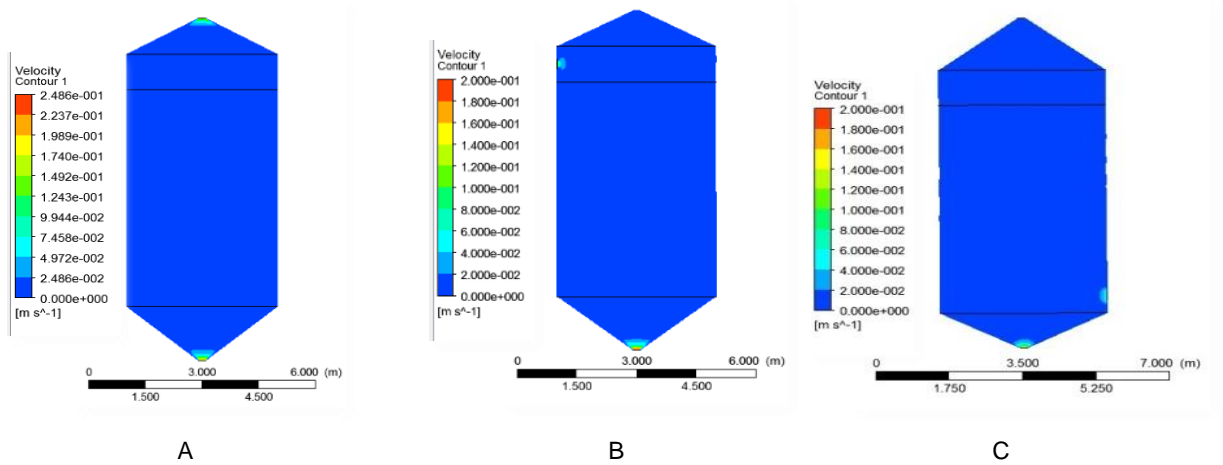 Velocity
Contour 1
2.486e-001
2.237e-001
1.989e-001
1.740e-001
1.492e-001
1.243e-001
9.944e-002
7.458e-002
4.972e-002
2.486e-002
0.000e+000
[m s^-1]
0 3.000 6.000 (m)
1.500 4.500
A
Velocity
Contour 1
2.000e-001
1.800e-001
1.600e-001
1.400e-001
1.200e-001
1.000e-001
8.000e-002
6.000e-002
4.000e-002
2.000e-002
0.000e+000
[m s^-1]
0 3.000 6.000 (m)
1.500 4.500
B
Velocity
Contour 1
2.000e-001
1.800e-001
1.600e-001
1.400e-001
1.200e-001
1.000e-001
8.000e-002
6.000e-002
4.000e-002
2.000e-002
0.000e+000
[m s^-1]
0 3.500 7.000 (m)
1.750 5.250
C